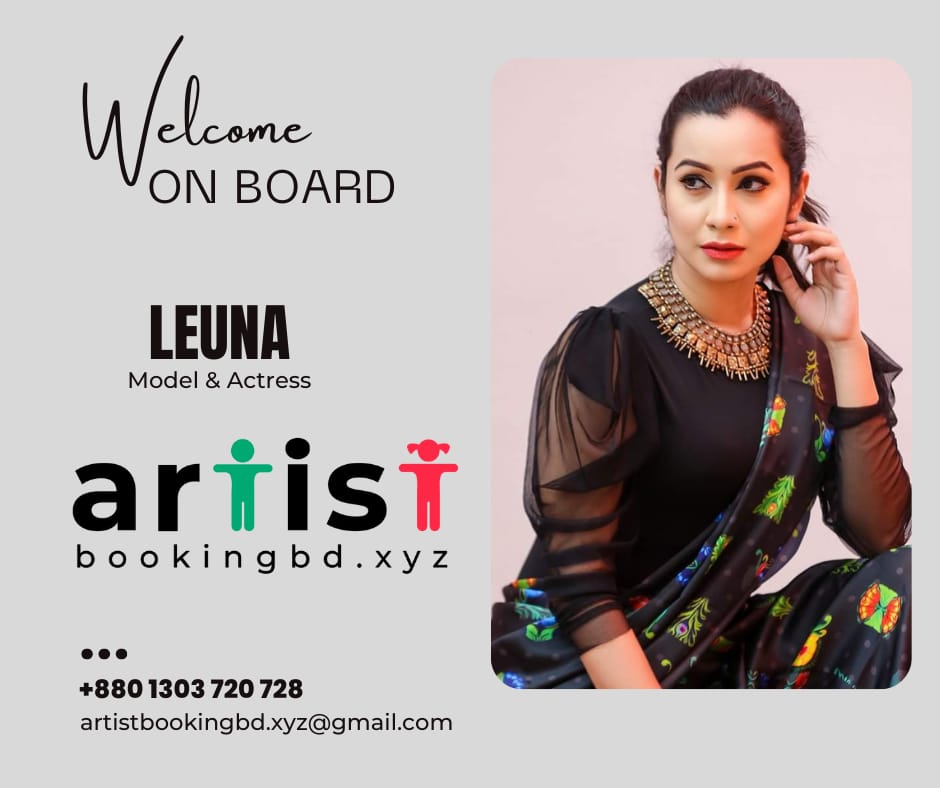 Welcome
ON BOARD
LEUNA
Model & Actress
artist
bookingbd.xyz
+880 1303 720 728
artistbookingbd.xyz@gmail.com